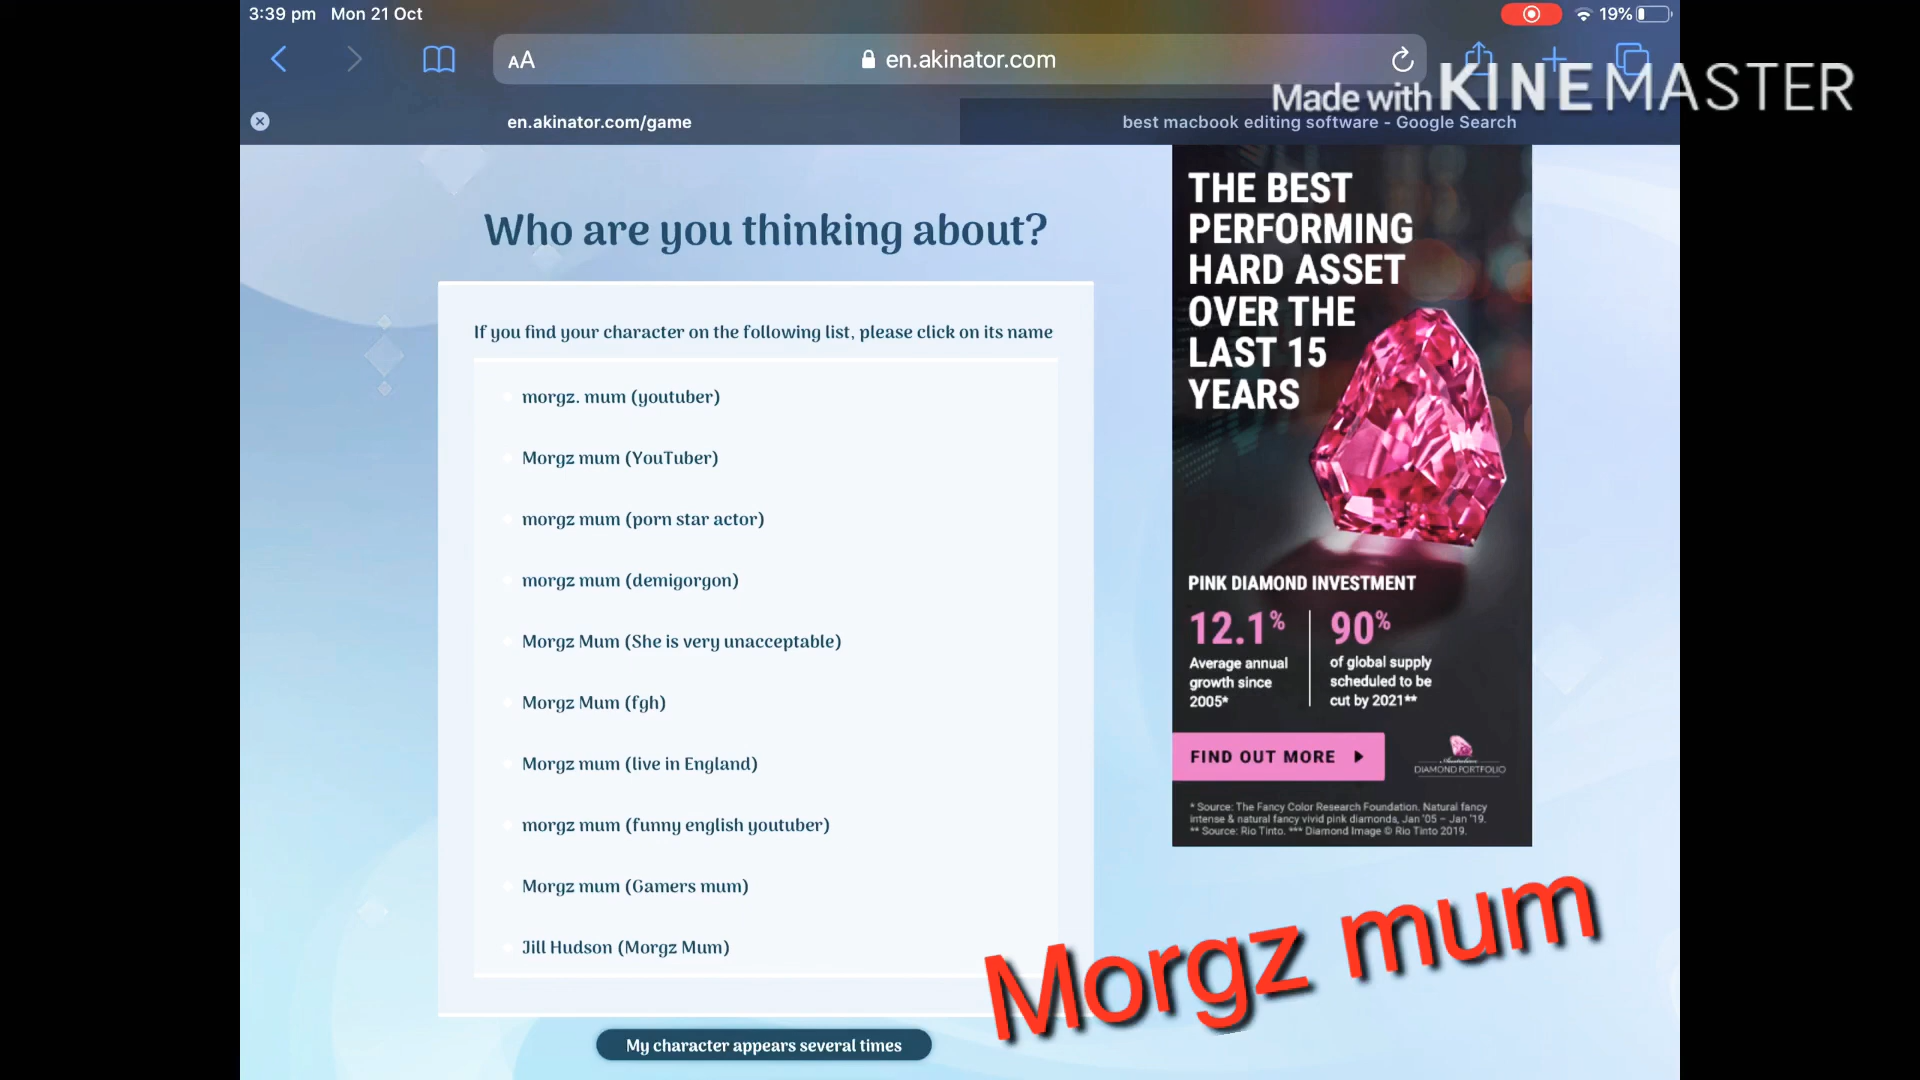 3:39 pm Mon 21 Oct
19%
AA
en.akinator.com
Made with KINEMASTER
en.akinator.com/game
best macbook editing software - Google Search
Who are you thinking about?
If you find your character on the following list, please click on its name
morgz. mum (youtuber)
Morgz mum (YouTuber)
morgz mum (porn star actor)
morgz mum (demigorgon)
Morgz Mum (She is very unacceptable)
Morgz Mum (fgh)
Morgz mum (live in England)
morgz mum (funny english youtuber)
Morgz mum (Gamers mum)
Jill Hudson (Morgz Mum)
My character appears several times
THE BEST
PERFORMING
HARD ASSET
OVER THE
LAST 15
YEARS
PINK DIAMOND INVESTMENT
12.1%
Average annual
growth since
2005*
90%
of global supply
scheduled to be
cut by 2021**
FIND OUT MORE
Australian
DIAMOND PORTFOLIO
* Source: The Fancy Color Research Foundation. Natural fancy
intense & natural fancy vivid pink diamonds, Jan '05 – Jan '19.
** Source: Rio Tinto. *** Diamond Image © Rio Tinto 2019.
Morgz mum